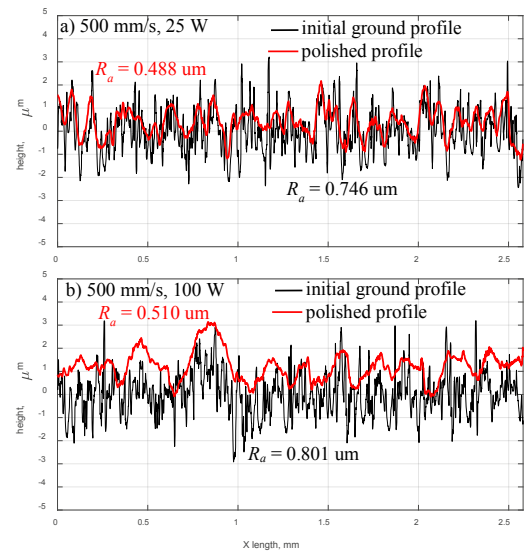 a) 500 mm/s, 25 W
initial ground profile
polished profile
Ra = 0.488 um
Ra = 0.746 um
height, μm
5
4
3
2
1
0
-1
-2
-3
-4
5
0
0.5
1
1.5
2
2.5
b) 500 mm/s, 100 W
initial ground profile
polished profile
Ra = 0.510 um
Ra = 0.801 um
height, μm
5
4
3
2
1
0
-1
-2
-3
-4
5
0
0.5
1
1.5
2
2.5
X length, mm